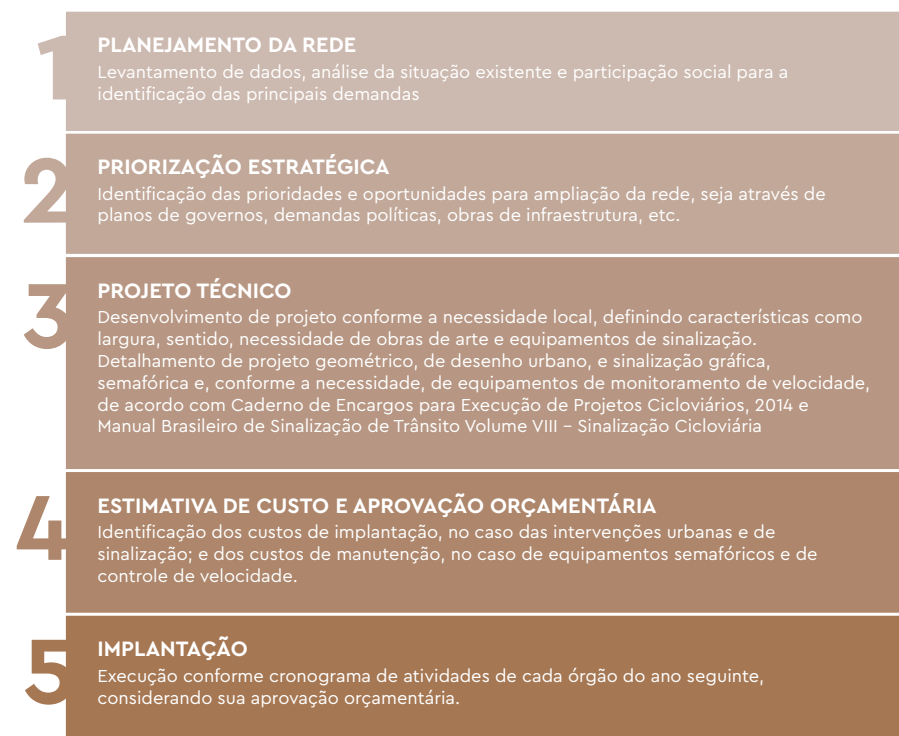 1
PLANEJAMENTO DA REDE
Levantamento de dados, análise da situação existente e participação social para a
identificação das principais demandas
2
PRIORIZAÇÃO ESTRATÉGICA
Identificação das prioridades e oportunidades para ampliação da rede, seja através de
planos de governos, demandas políticas, obras de infraestrutura, etc.
3
PROJETO TÉCNICO
Desenvolvimento de projeto conforme a necessidade local, definindo características como
largura, sentido, necessidade de obras de arte e equipamentos de sinalização.
Detalhamento de projeto geométrico, de desenho urbano, e sinalização gráfica,
semafórica e, conforme a necessidade, de equipamentos de monitoramento de velocidade,
de acordo com Caderno de Encargos para Execução de Projetos Cicloviários, 2014 e
Manual Brasileiro de Sinalização de Trânsito Volume VIII – Sinalização Cicloviária
4
ESTIMATIVA DE CUSTO E APROVAÇÃO ORÇAMENTÁRIA
Identificação dos custos de implantação, no caso das intervenções urbanas e de
sinalização; e dos custos de manutenção, no caso de equipamentos semafóricos e de
controle de velocidade.
5
IMPLANTAÇÃO
Execução conforme cronograma de atividades de cada órgão do ano seguinte,
considerando sua aprovação orçamentária.